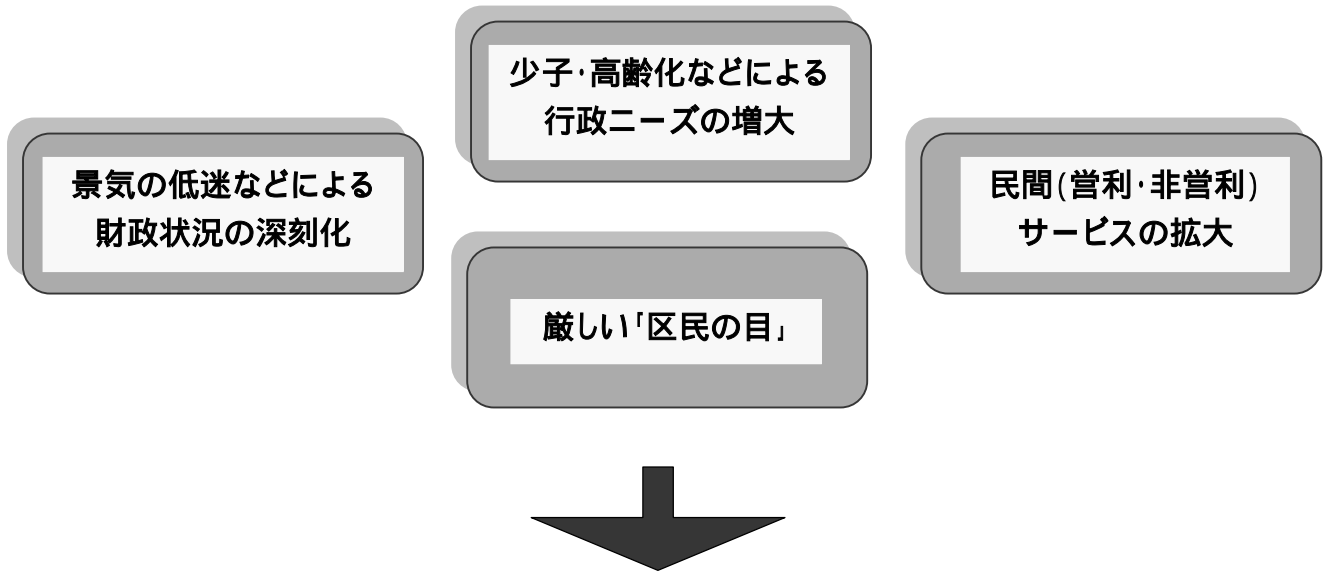 少子・高齢化などによる
行政ニーズの増大
景気の低迷などによる
財政状況の深刻化
民間(営利・非営利)
サービスの拡大
厳しい「区民の目」